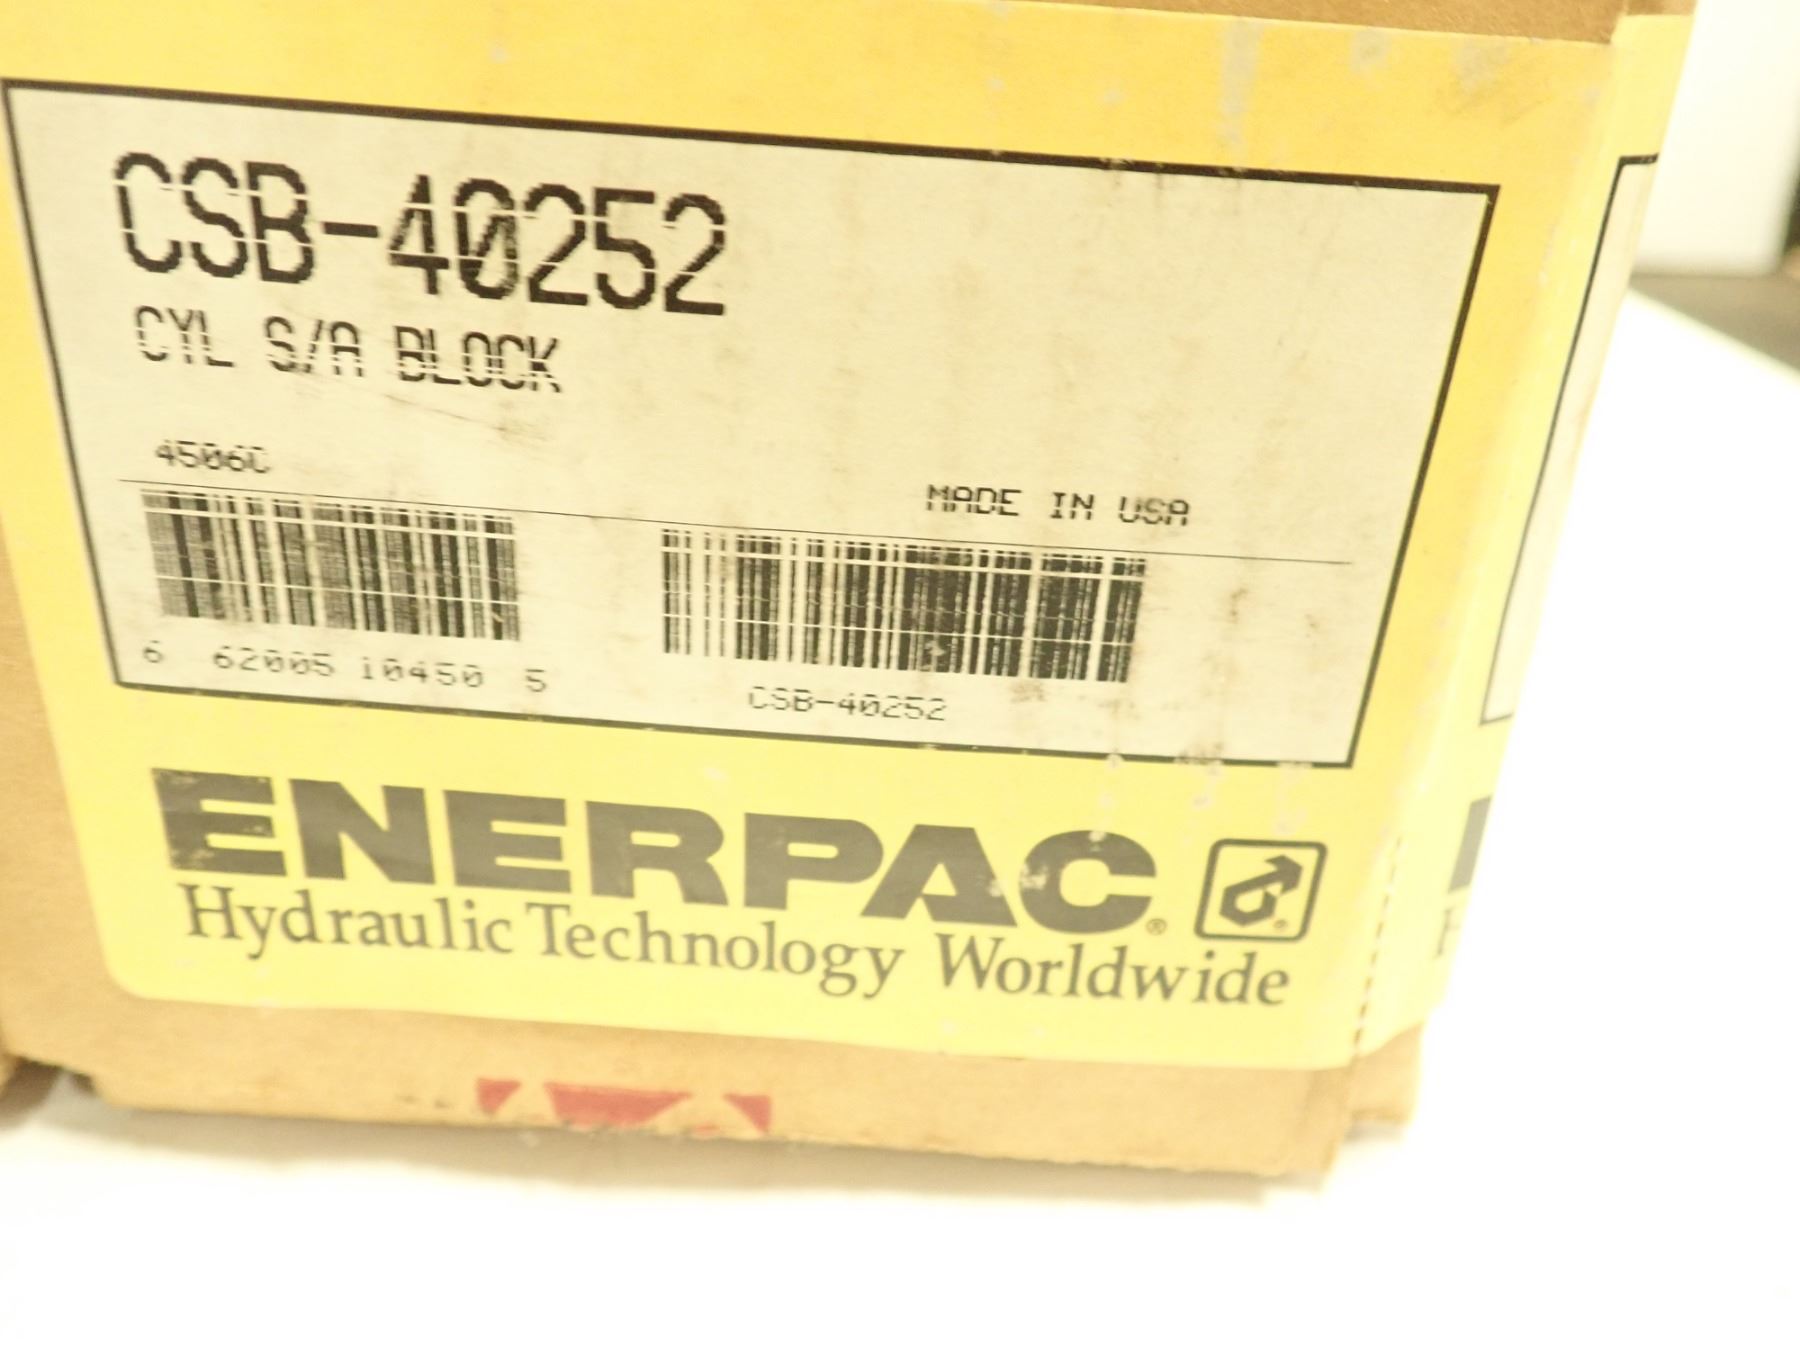 CSB-40252
CYL S/A BLOCK
4506C
MADE IN USA
6 62005 10450 5
CSB-40252
ENERPAC®
Hydraulic Technology Worldwide